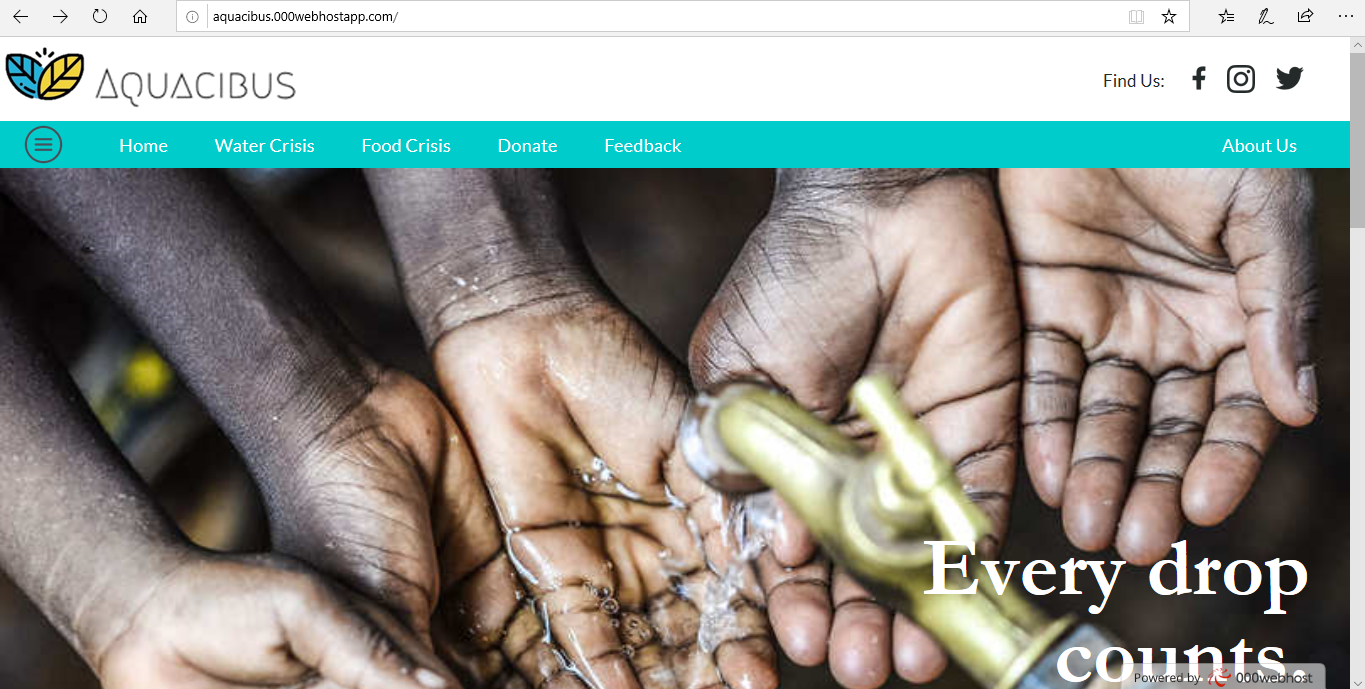 aquacibus.000webhostapp.com/
AQUACIBUS
Find Us:
Home Water Crisis Food Crisis Donate Feedback About Us
Every drop
counts
Powered by 000webhost